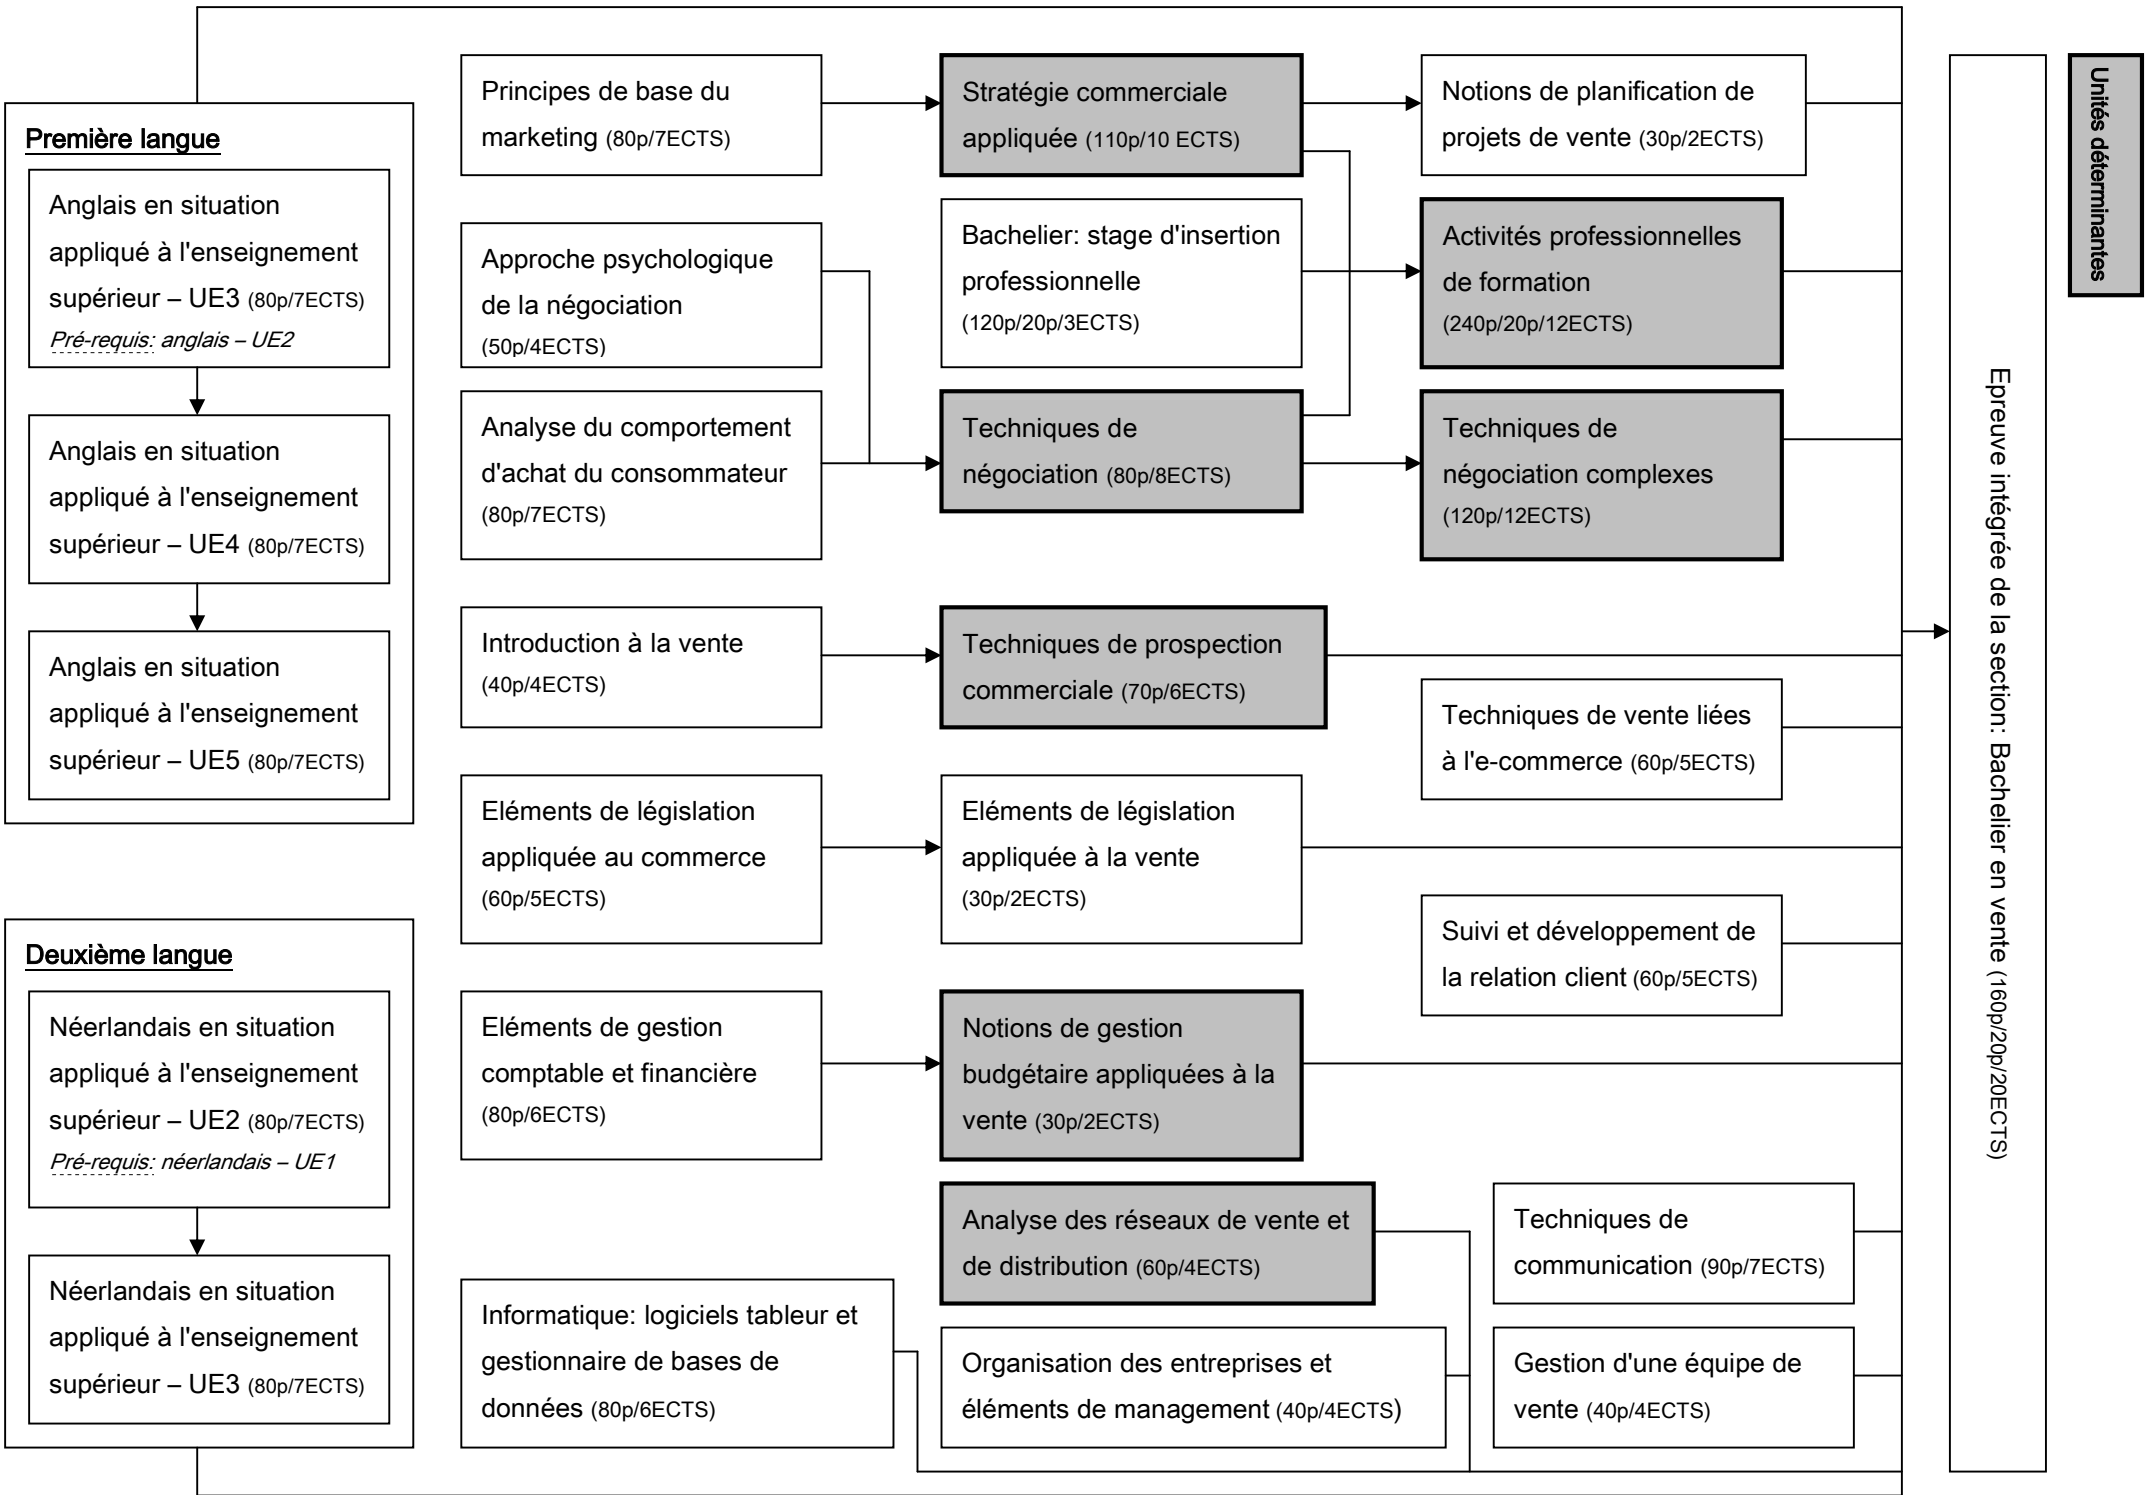 Première langue
Anglais en situation
appliqué à l'enseignement
supérieur – UE3 (80p/7ECTS)
Pré-requis: anglais – UE2
Anglais en situation
appliqué à l'enseignement
supérieur – UE4 (80p/7ECTS)
Anglais en situation
appliqué à l'enseignement
supérieur – UE5 (80p/7ECTS)
Deuxième langue
Néerlandais en situation
appliqué à l'enseignement
supérieur – UE2 (80p/7ECTS)
Pré-requis: néerlandais – UE1
Néerlandais en situation
appliqué à l'enseignement
supérieur – UE3 (80p/7ECTS)
Principes de base du
marketing (80p/7ECTS)
Approche psychologique
de la négociation
(50p/4ECTS)
Analyse du comportement
d'achat du consommateur
(80p/7ECTS)
Introduction à la vente
(40p/4ECTS)
Eléments de législation
appliquée au commerce
(60p/5ECTS)
Eléments de gestion
comptable et financière
(80p/6ECTS)
Informatique: logiciels tableur et
gestionnaire de bases de
données (80p/6ECTS)
Stratégie commerciale
appliquée (110p/10 ECTS)
Bachelier: stage d'insertion
professionnelle
(120p/20p/3ECTS)
Techniques de
négociation (80p/8ECTS)
Techniques de prospection
commerciale (70p/6ECTS)
Eléments de législation
appliquée à la vente
(30p/2ECTS)
Notions de gestion
budgétaire appliquées à la
vente (30p/2ECTS)
Analyse des réseaux de vente et
de distribution (60p/4ECTS)
Organisation des entreprises et
éléments de management (40p/4ECTS)
Notions de planification de
projets de vente (30p/2ECTS)
Activités professionnelles
de formation
(240p/20p/12ECTS)
Techniques de
négociation complexes
(120p/12ECTS)
Techniques de vente liées
à l'e-commerce (60p/5ECTS)
Suivi et développement de
la relation client (60p/5ECTS)
Techniques de
communication (90p/7ECTS)
Gestion d'une équipe de
vente (40p/4ECTS)
Epreuve intégrée de la section: Bachelier en vente (160p/20p/20ECTS)
Unités déterminantes